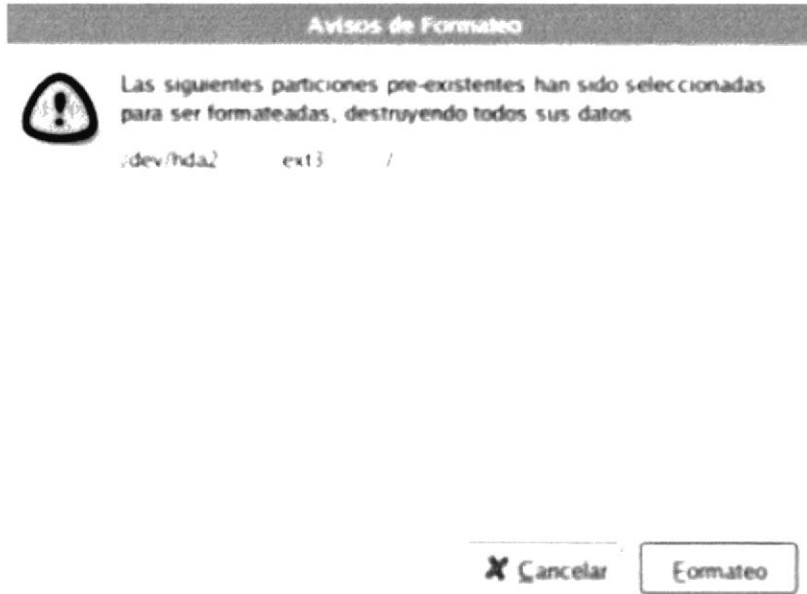 Avisos de Formateo
Las siguientes particiones pre-existentes han sido seleccionadas
para ser formateadas, destruyendo todos sus datos
/dev/hda2 ext3 /
Cancelar Formateo